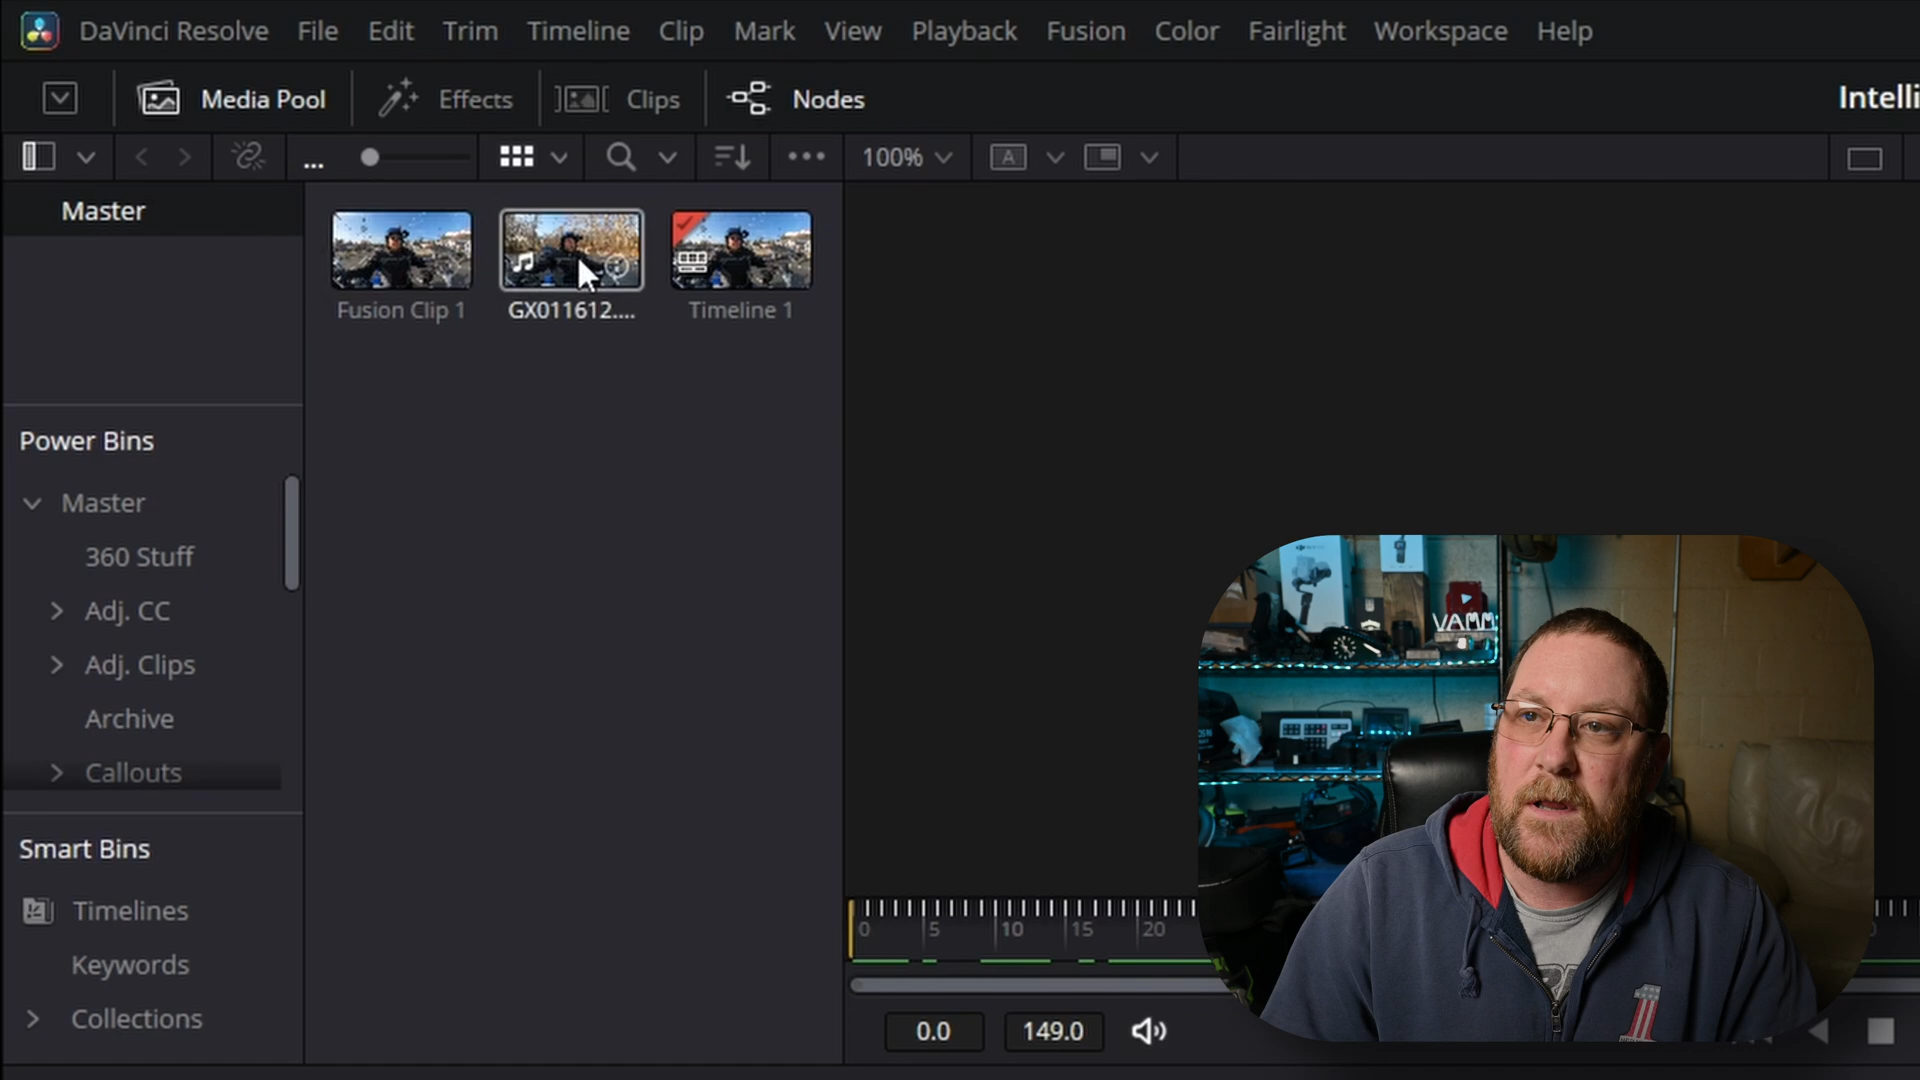 DaVinci Resolve File Edit Trim Timeline Clip Mark View Playback Fusion Color Fairlight Workspace Help
Media Pool Effects Clips Nodes Intelli
... 100% A
Master
Fusion Clip 1 GX011612.... Timeline 1
Power Bins
Master
360 Stuff
Adj. CC
Adj. Clips
Archive
Callouts
Smart Bins
Timelines
Keywords
Collections
0 5 10 15 20
0.0 149.0
VAMM
1